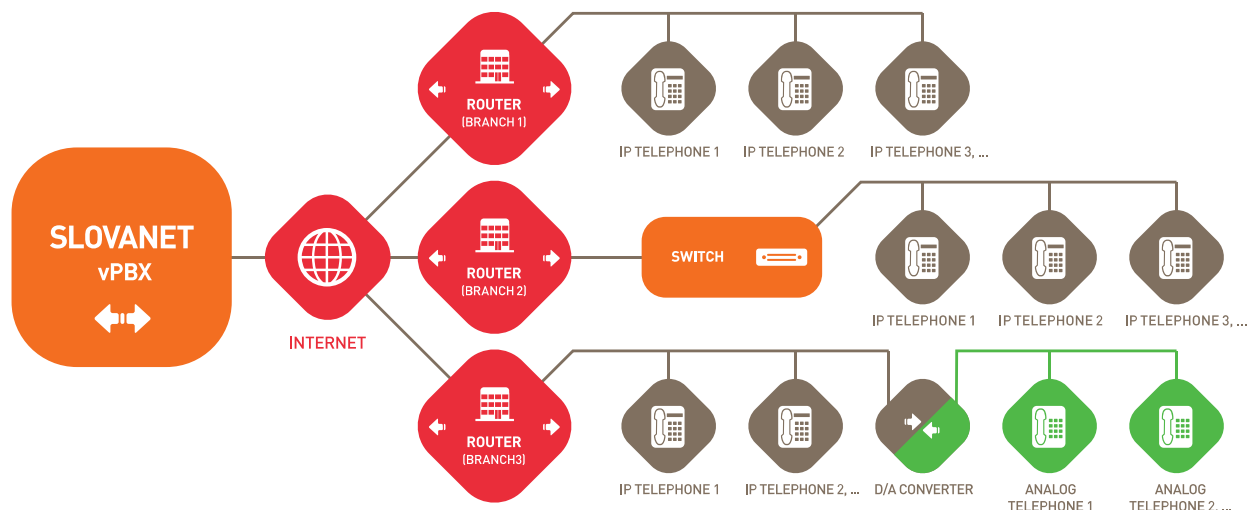 ROUTER
(BRANCH 1)
IP TELEPHONE 1
IP TELEPHONE 2
IP TELEPHONE 3, ...
SLOVANET
vPBX
INTERNET
ROUTER
(BRANCH 2)
SWITCH
IP TELEPHONE 1
IP TELEPHONE 2
IP TELEPHONE 3, ...
ROUTER
(BRANCH3)
IP TELEPHONE 1
IP TELEPHONE 2, ...
D/A CONVERTER
ANALOG
TELEPHONE 1
ANALOG
TELEPHONE 2, ...